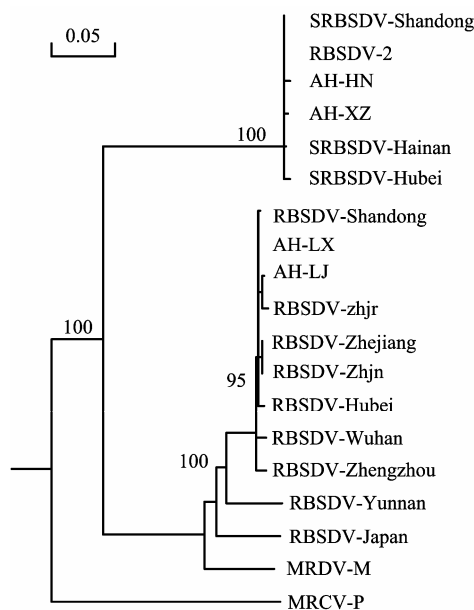 SRBSDV-Shandong
0.05
RBSDV-2
AH-HN
AH-XZ
100
SRBSDV-Hainan
SRBSDV-Hubei
RBSDV-Shandong
AH-LX
AH-LJ
RBSDV-zhjr
100
RBSDV-Zhejiang
RBSDV-Zhjn
95
RBSDV-Hubei
RBSDV-Wuhan
100
RBSDV-Zhengzhou
RBSDV-Yunnan
RBSDV-Japan
MRDV-M
MRCV-P